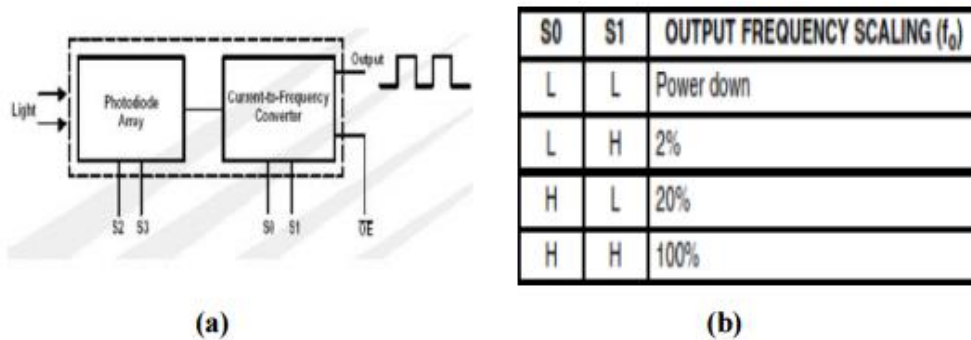 Light
Photodiode
Array
Current-to-Frequency
Converter
Output
S2 S3 S0 S1 OE
(a)
S0 S1 OUTPUT FREQUENCY SCALING (fo)
L L Power down
L H 2%
H L 20%
H H 100%
(b)